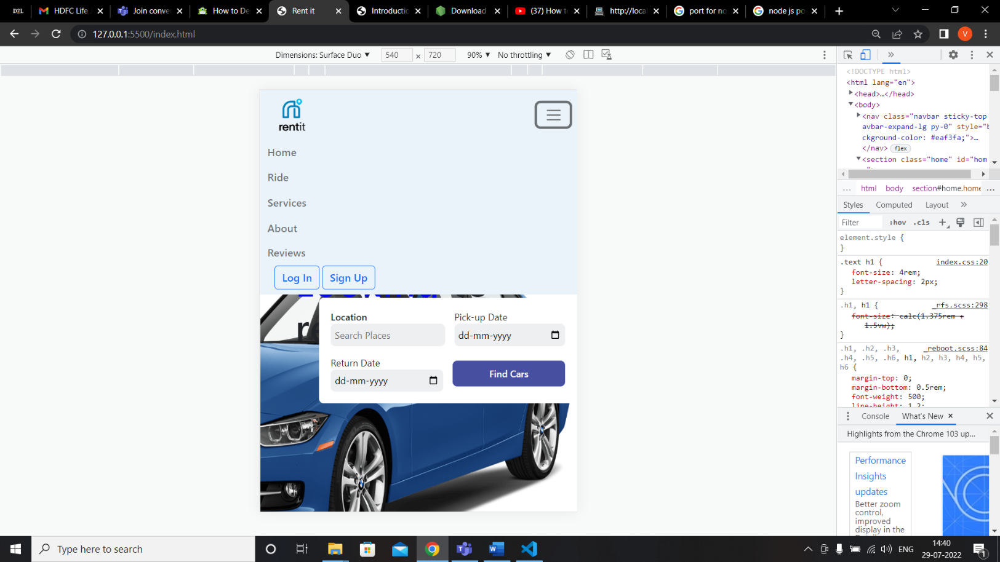 D2L
HDFC Life
Join conver
How to De
Rent it
Introductio
Download
(37) How t
http://local
port for no
node js po
127.0.0.1:5500/index.html
V
Dimensions: Surface Duo ▼ 540 × 720 90% ▼ No throttling ▼
rentit
Home
Ride
Services
About
Reviews
Log In
Sign Up
Location
Search Places
Pick-up Date
dd-mm-yyyy
Return Date
dd-mm-yyyy
Find Cars
<!DOCTYPE html>
<html lang="en">
<head>…</head>
<body>
<nav class="navbar sticky-top
avbar-expand-lg py-0" style="b
ckground-color: #eaf3fa;">…
</nav> flex
<section class="home" id="hom
… html body section#home.home …
Styles Computed Layout
Filter :hov .cls +
element.style {
}
.text h1 { index.css:20
font-size: 4rem;
letter-spacing: 2px;
}
.h1, h1 { _rfs.scss:298
font-size: calc(1.375rem +
1.5vw);
}
.h1, .h2, .h3, _reboot.scss:84
.h4, .h5, .h6, h1, h2, h3, h4, h5,
h6 {
margin-top: 0;
margin-bottom: 0.5rem;
font-weight: 500;
line-height: 1.2;
Console What's New ×
Highlights from the Chrome 103 up...
Performance
Insights
updates
Better zoom
control,
improved
display in the
Type here to search
ENG
14:40
29-07-2022
1